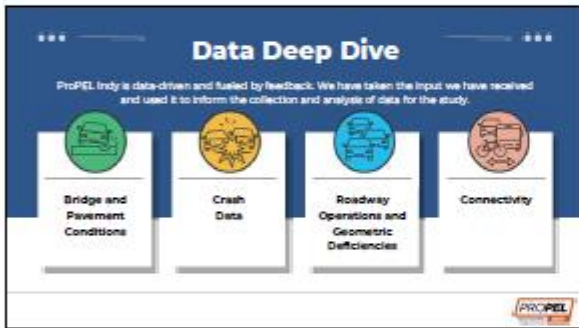 Data Deep Dive
ProPEL Indy is data-driven and fueled by feedback. We have taken the input we have received
and used it to inform the collection and analysis of data for the study.
Bridge and
Pavement
Conditions
Crash
Data
Roadway
Operations and
Geometric
Deficiencies
Connectivity
PROPEL